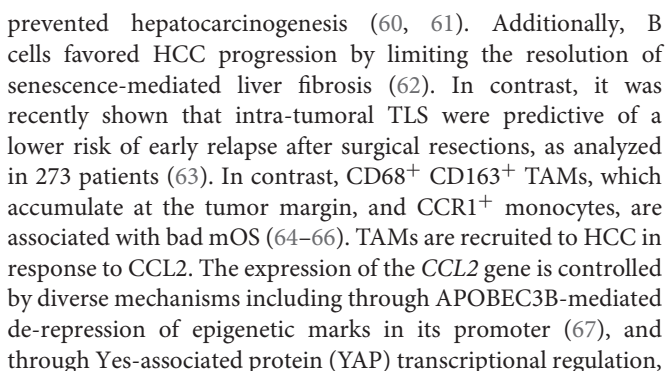 prevented hepatocarcinogenesis (60, 61). Additionally, B
cells favored HCC progression by limiting the resolution of
senescence-mediated liver fibrosis (62). In contrast, it was
recently shown that intra-tumoral TLS were predictive of a
lower risk of early relapse after surgical resections, as analyzed
in 273 patients (63). In contrast, CD68+ CD163+ TAMs, which
accumulate at the tumor margin, and CCR1+ monocytes, are
associated with bad mOS (64–66). TAMs are recruited to HCC in
response to CCL2. The expression of the CCL2 gene is controlled
by diverse mechanisms including through APOBEC3B-mediated
de-repression of epigenetic marks in its promoter (67), and
through Yes-associated protein (YAP) transcriptional regulation,